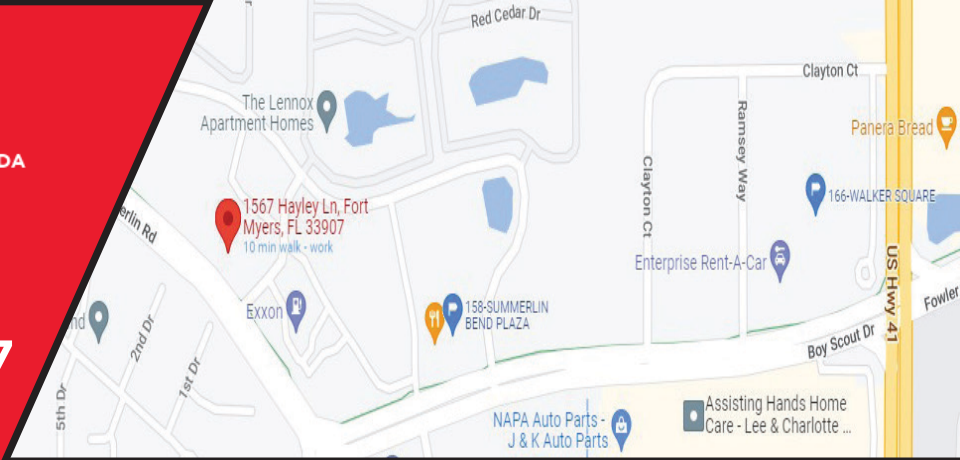 DA
7
Red Cedar Dr
Clayton Ct
The Lennox
Apartment Homes
Ramsey Way
Panera Bread
Clayton Ct
166-WALKER SQUARE
erlin Rd
1567 Hayley Ln, Fort
Myers, FL 33907
10 min walk - work
Enterprise Rent-A-Car
US Hwy 41
Exxon
158-SUMMERLIN
BEND PLAZA
Fowler
nd
2nd Dr
1st Dr
5th Dr
Boy Scout Dr
NAPA Auto Parts -
J & K Auto Parts
Assisting Hands Home
Care - Lee & Charlotte ...